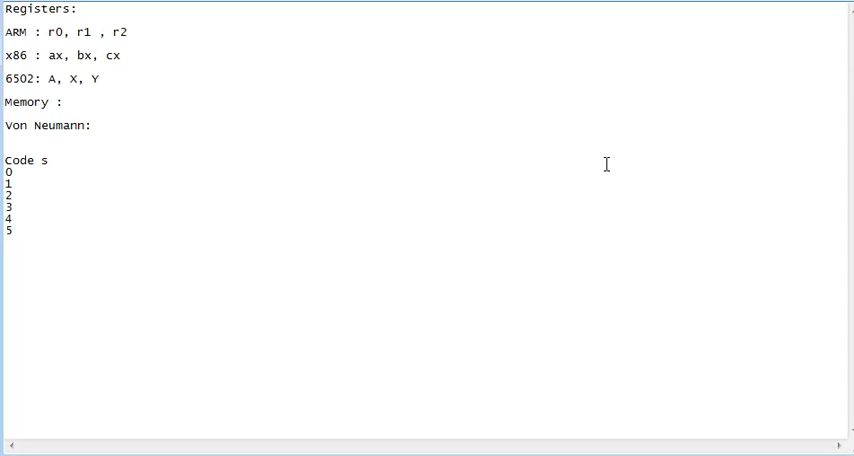 Registers:
ARM : r0, r1 , r2
x86 : ax, bx, cx
6502: A, X, Y
Memory :
Von Neumann:
Code s
0
1
2
3
4
5